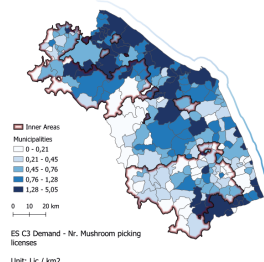 Inner Areas
Municipalities
0 - 0,21
0,21 - 0,45
0,45 - 0,76
0,76 - 1,28
1,28 - 5,05
0 10 20 km
ES C3 Demand - Nr. Mushroom picking
licenses
Unit: Lic / km2